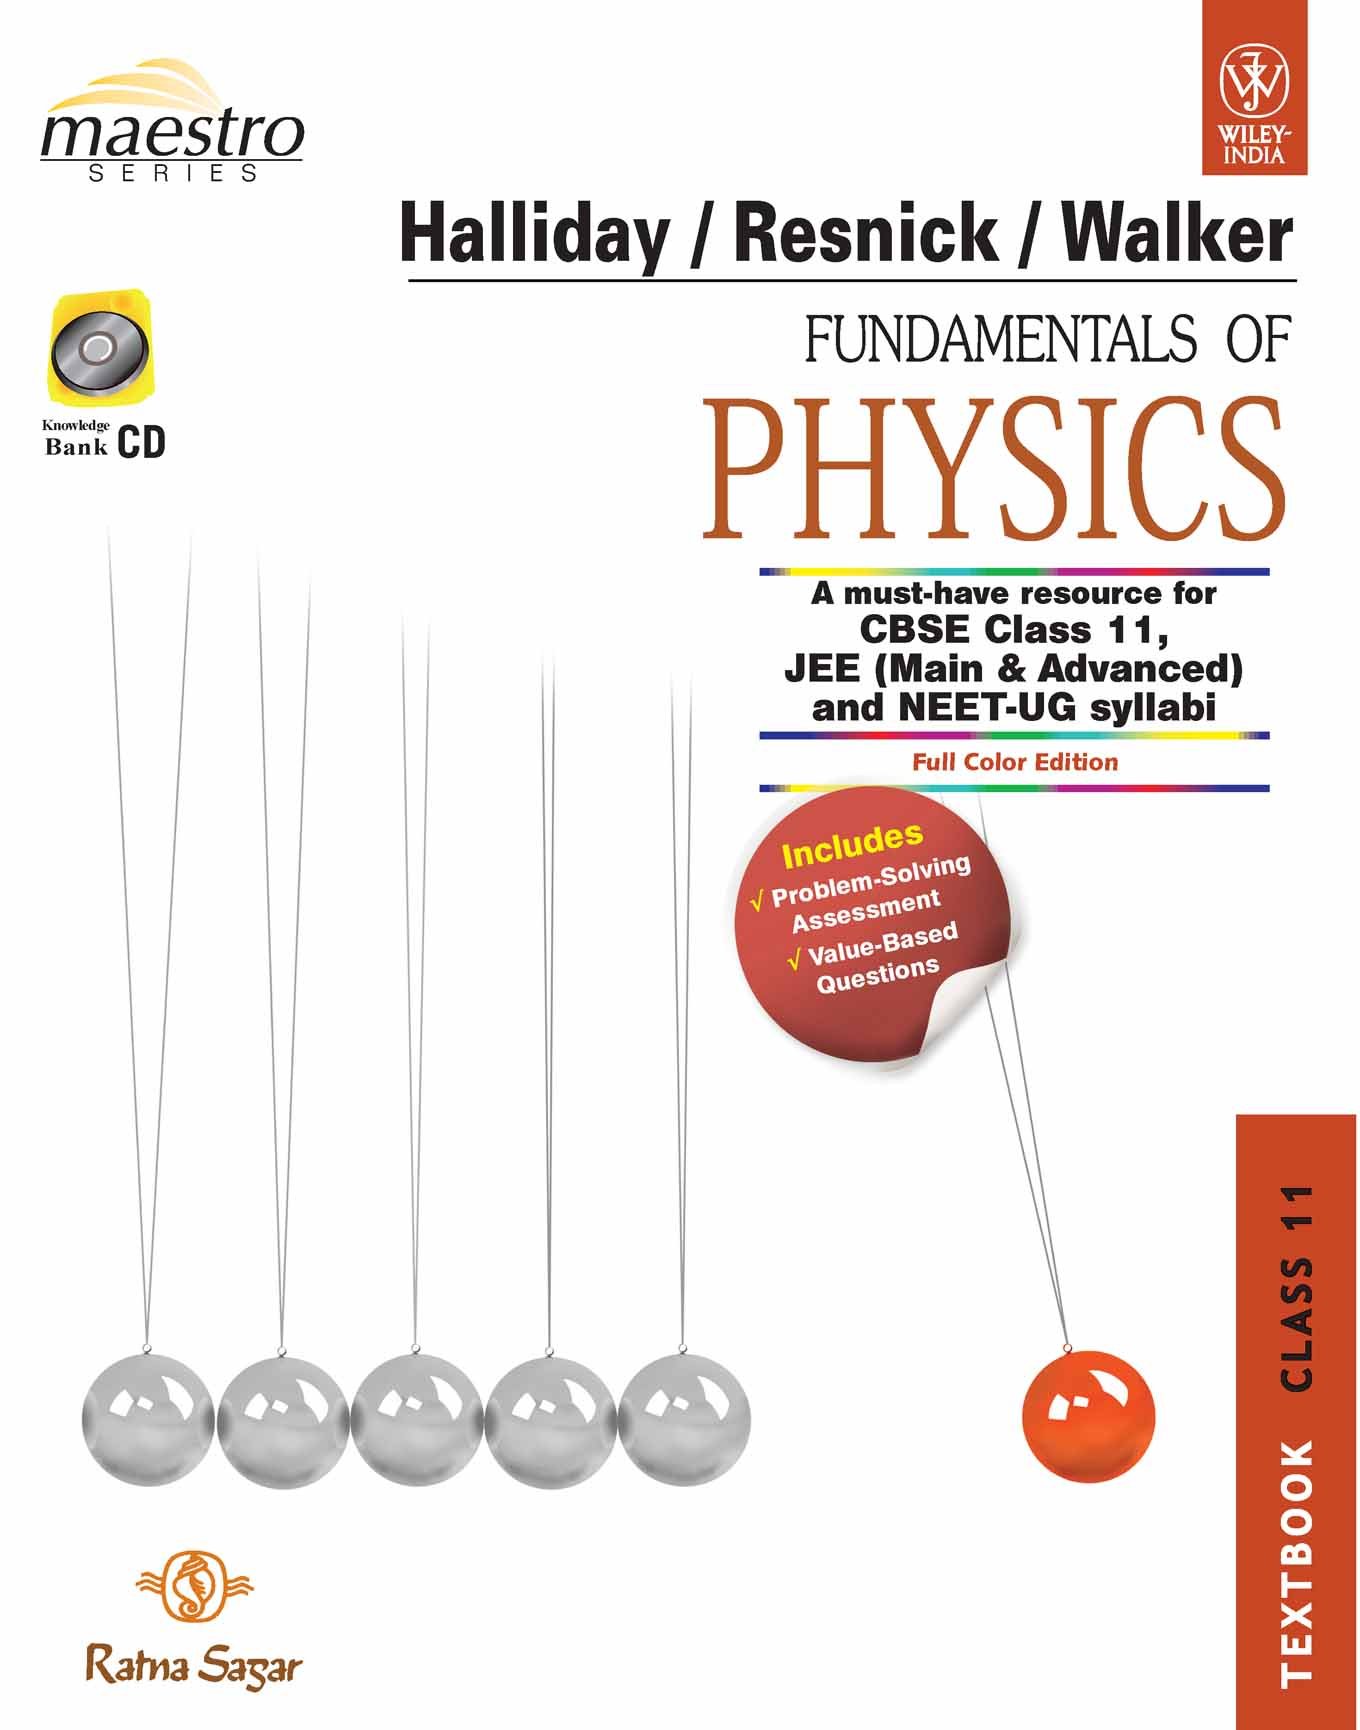 maestro
SERIES
WILEY-
INDIA
Halliday / Resnick / Walker
FUNDAMENTALS OF
PHYSICS
Knowledge
Bank CD
A must-have resource for
CBSE Class 11,
JEE (Main & Advanced)
and NEET-UG syllabi
Full Color Edition
Includes
√ Problem-Solving
Assessment
√ Value-Based
Questions
TEXTBOOK CLASS 11
Ratna Sagar